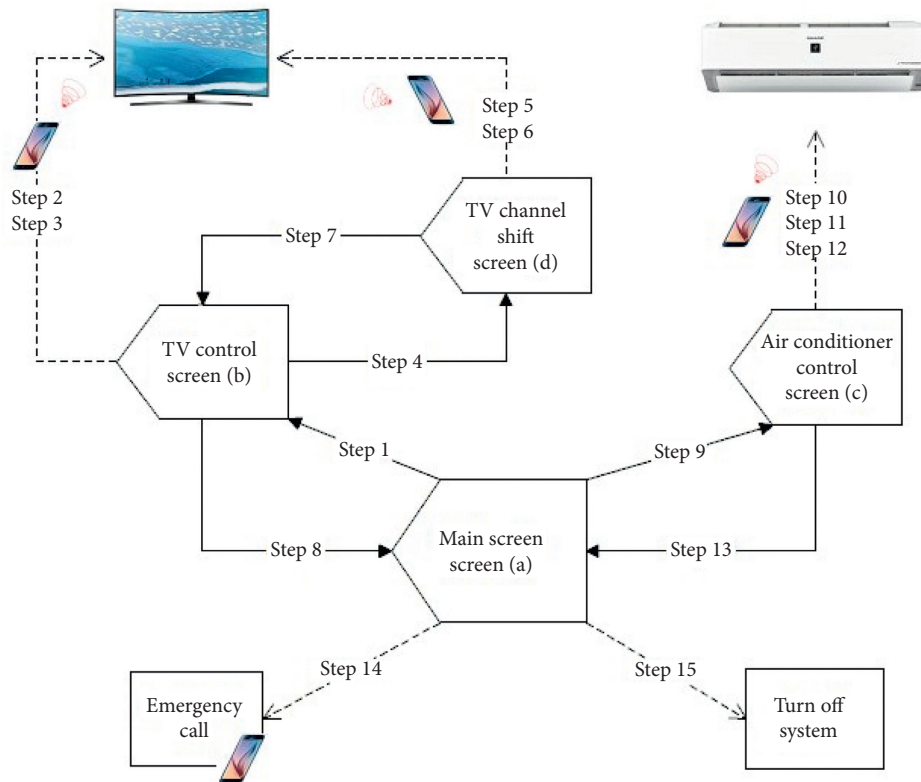 Step 5
Step 6
Step 2
Step 3
Step 10
Step 11
Step 12
TV channel
shift
screen (d)
Step 7
TV control
screen (b)
Step 4
Air conditioner
control
screen (c)
Step 1
Step 9
Step 8
Main screen
screen (a)
Step 13
Step 14
Step 15
Emergency
call
Turn off
system